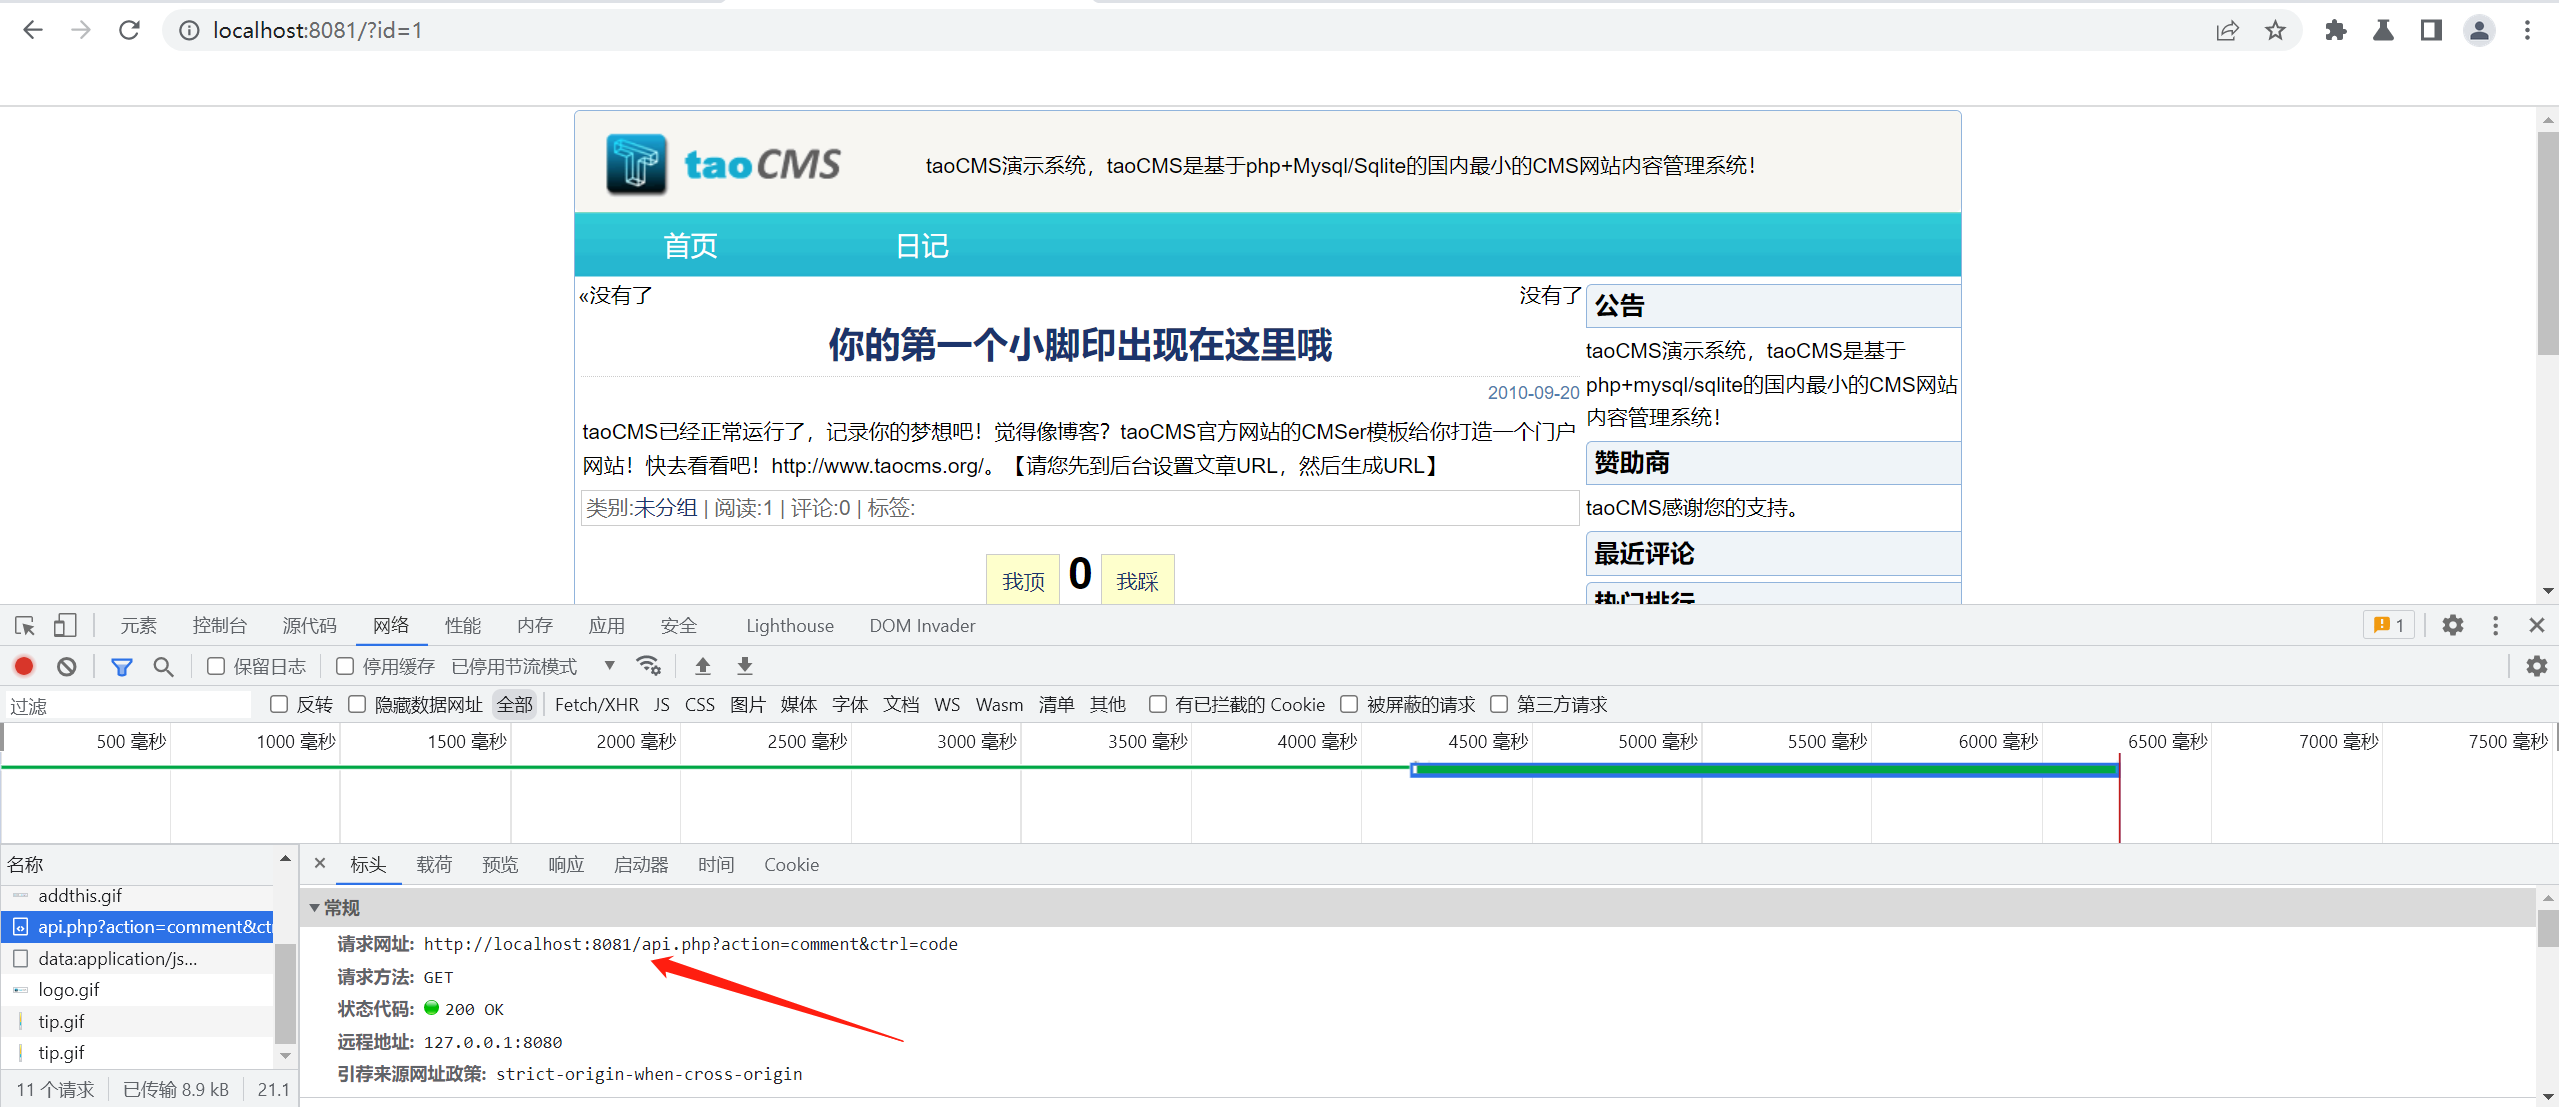 localhost:8081/?id=1
taoCMS
taoCMS演示系统，taoCMS是基于php+Mysql/Sqlite的国内最小的CMS网站内容管理系统！
首页 日记
«没有了 没有了
你的第一个小脚印出现在这里哦
2010-09-20
taoCMS已经正常运行了，记录你的梦想吧！觉得像博客？taoCMS官方网站的CMSer模板给你打造一个门户
网站！快去看看吧！http://www.taocms.org/。【请您先到后台设置文章URL，然后生成URL】
类别:未分组 | 阅读:1 | 评论:0 | 标签:
我顶 0 我踩
公告
taoCMS演示系统，taoCMS是基于
php+mysql/sqlite的国内最小的CMS网站
内容管理系统！
赞助商
taoCMS感谢您的支持。
最近评论
热门排行
元素 控制台 源代码 网络 性能 内存 应用 安全 Lighthouse DOM Invader 1
保留日志 停用缓存 已停用节流模式
过滤 反转 隐藏数据网址 全部 Fetch/XHR JS CSS 图片 媒体 字体 文档 WS Wasm 清单 其他 有已拦截的 Cookie 被屏蔽的请求 第三方请求
500 毫秒 1000 毫秒 1500 毫秒 2000 毫秒 2500 毫秒 3000 毫秒 3500 毫秒 4000 毫秒 4500 毫秒 5000 毫秒 5500 毫秒 6000 毫秒 6500 毫秒 7000 毫秒 7500 毫秒
名称
addthis.gif
api.php?action=comment&ct
data:application/js...
logo.gif
tip.gif
tip.gif
11 个请求 已传输 8.9 kB 21.1
标头 载荷 预览 响应 启动器 时间 Cookie
常规
请求网址: http://localhost:8081/api.php?action=comment&ctrl=code
请求方法: GET
状态代码: 200 OK
远程地址: 127.0.0.1:8080
引荐来源网址政策: strict-origin-when-cross-origin